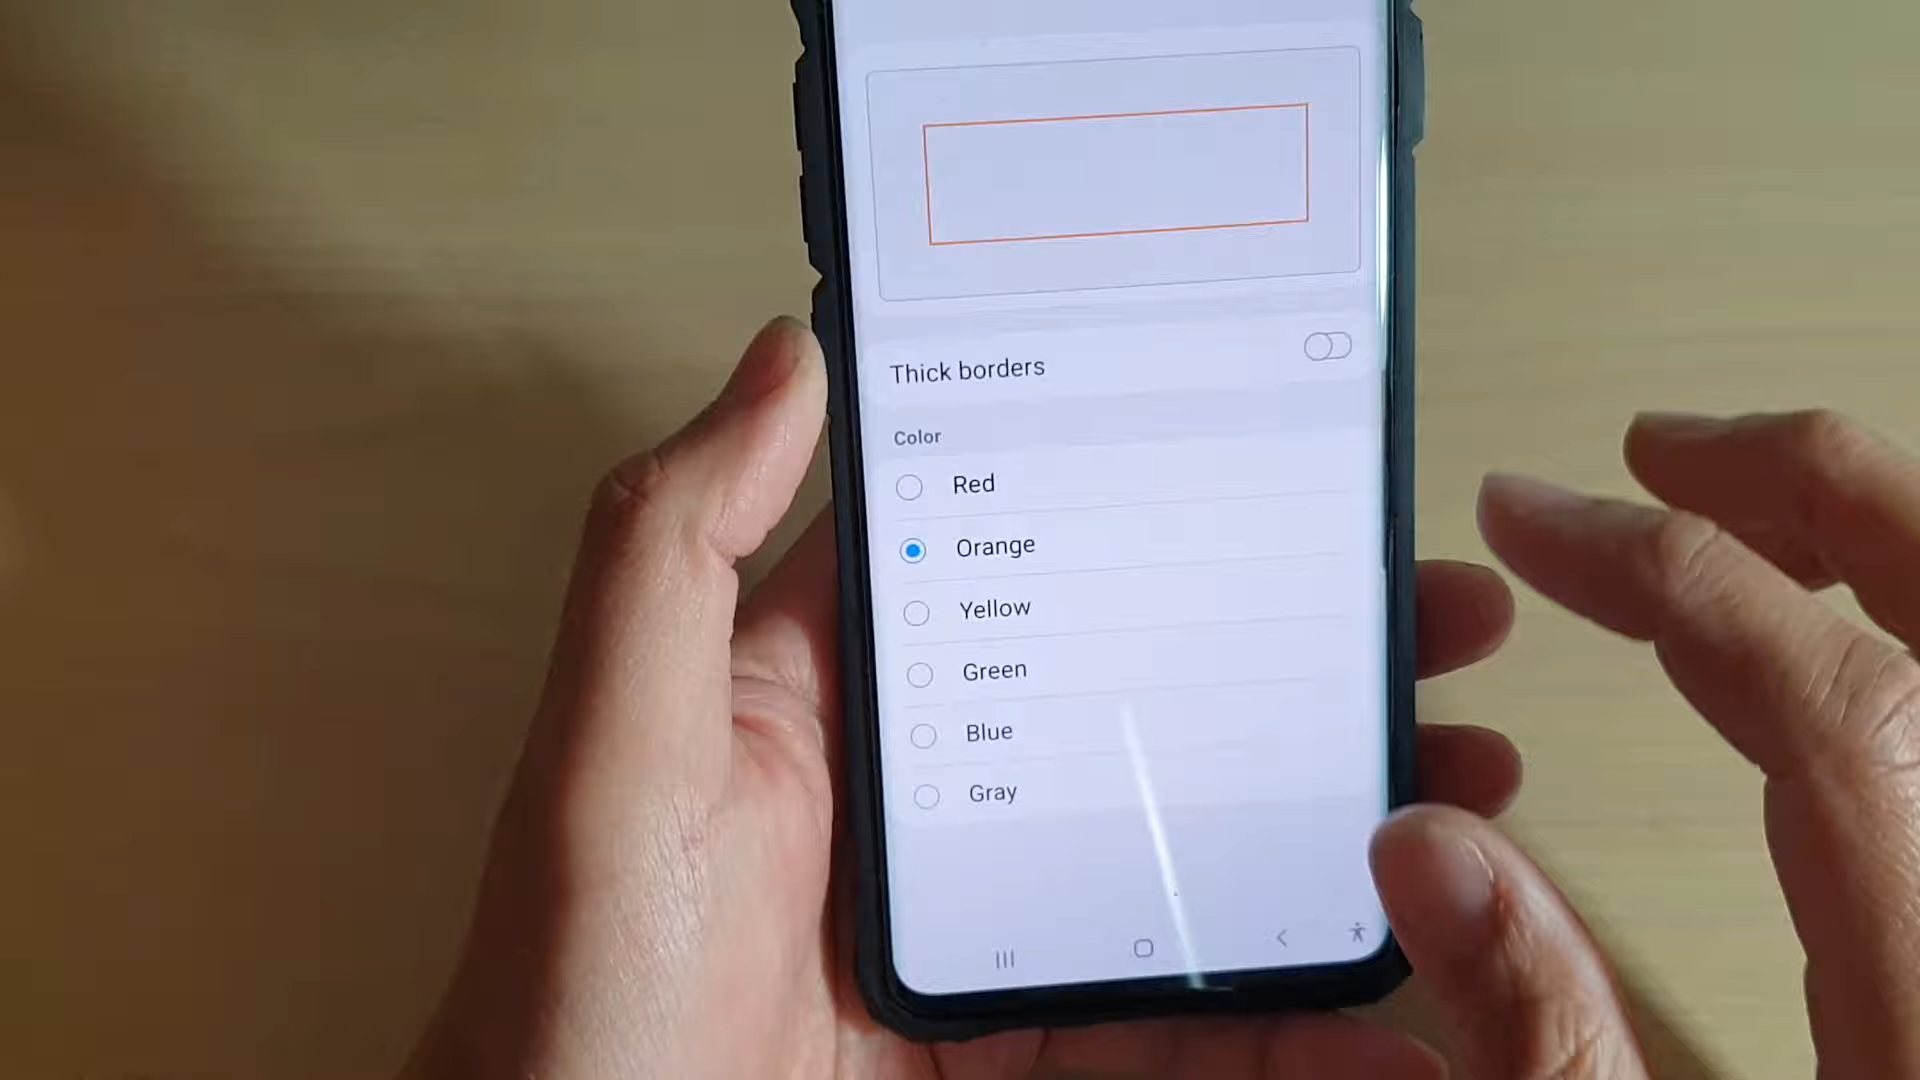 Thick borders
Color
Red
Orange
Yellow
Green
Blue
Gray